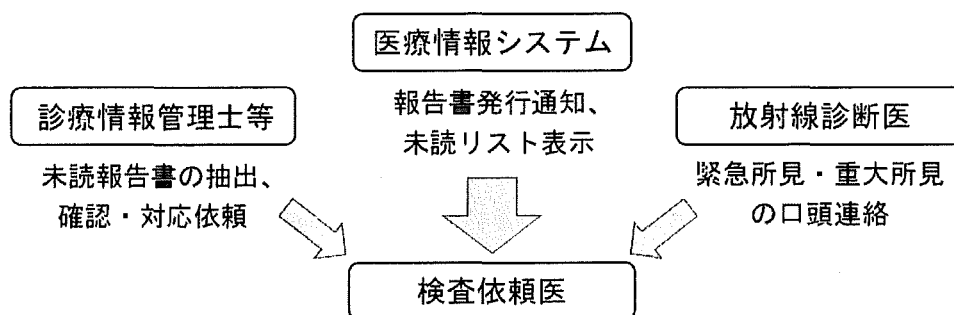 医療情報システム
報告書発行通知、
未読リスト表示
診療情報管理士等
未読報告書の抽出、
確認・対応依頼
放射線診断医
緊急所見・重大所見
の口頭連絡
検査依頼医